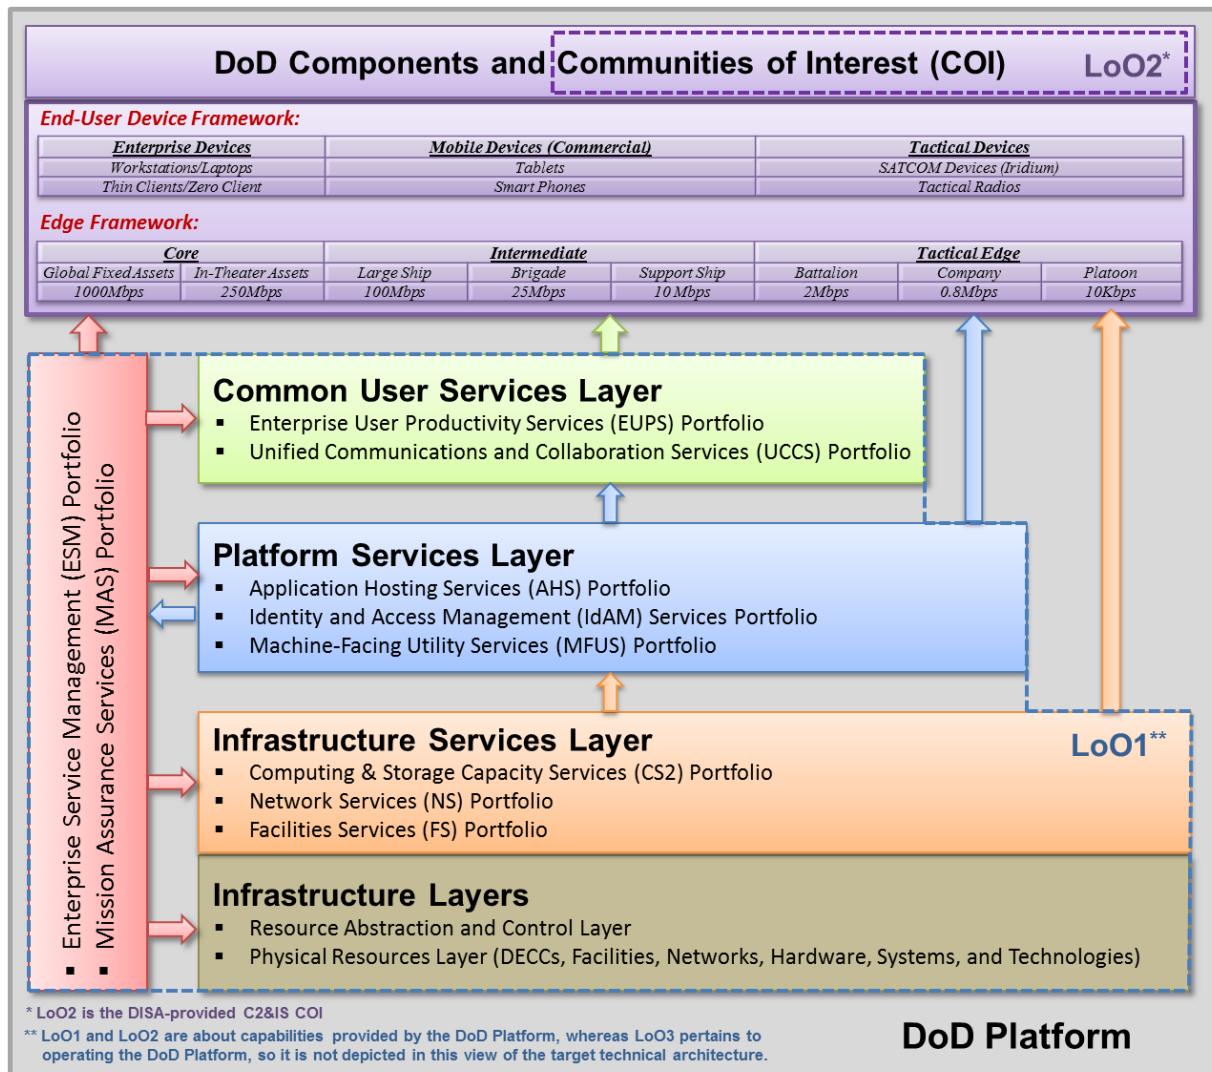 DoD Components and Communities of Interest (COI) LoO2*
End-User Device Framework:
Enterprise Devices Mobile Devices (Commercial) Tactical Devices
Workstations/Laptops Tablets SATCOM Devices (Iridium)
Thin Clients/Zero Client Smart Phones Tactical Radios
Edge Framework:
Core Intermediate Tactical Edge
Global Fixed Assets In-Theater Assets Large Ship Brigade Support Ship Battalion Company Platoon
1000Mbps 250Mbps 100Mbps 25Mbps 10 Mbps 2Mbps 0.8Mbps 10Kbps
▪ Enterprise Service Management (ESM) Portfolio
▪ Mission Assurance Services (MAS) Portfolio
Common User Services Layer
▪ Enterprise User Productivity Services (EUPS) Portfolio
▪ Unified Communications and Collaboration Services (UCCS) Portfolio
Platform Services Layer
▪ Application Hosting Services (AHS) Portfolio
▪ Identity and Access Management (IdAM) Services Portfolio
▪ Machine-Facing Utility Services (MFUS) Portfolio
Infrastructure Services Layer LoO1**
▪ Computing & Storage Capacity Services (CS2) Portfolio
▪ Network Services (NS) Portfolio
▪ Facilities Services (FS) Portfolio
Infrastructure Layers
▪ Resource Abstraction and Control Layer
▪ Physical Resources Layer (DECCs, Facilities, Networks, Hardware, Systems, and Technologies)
* LoO2 is the DISA-provided C2&IS COI
** LoO1 and LoO2 are about capabilities provided by the DoD Platform, whereas LoO3 pertains to
operating the DoD Platform, so it is not depicted in this view of the target technical architecture.
DoD Platform